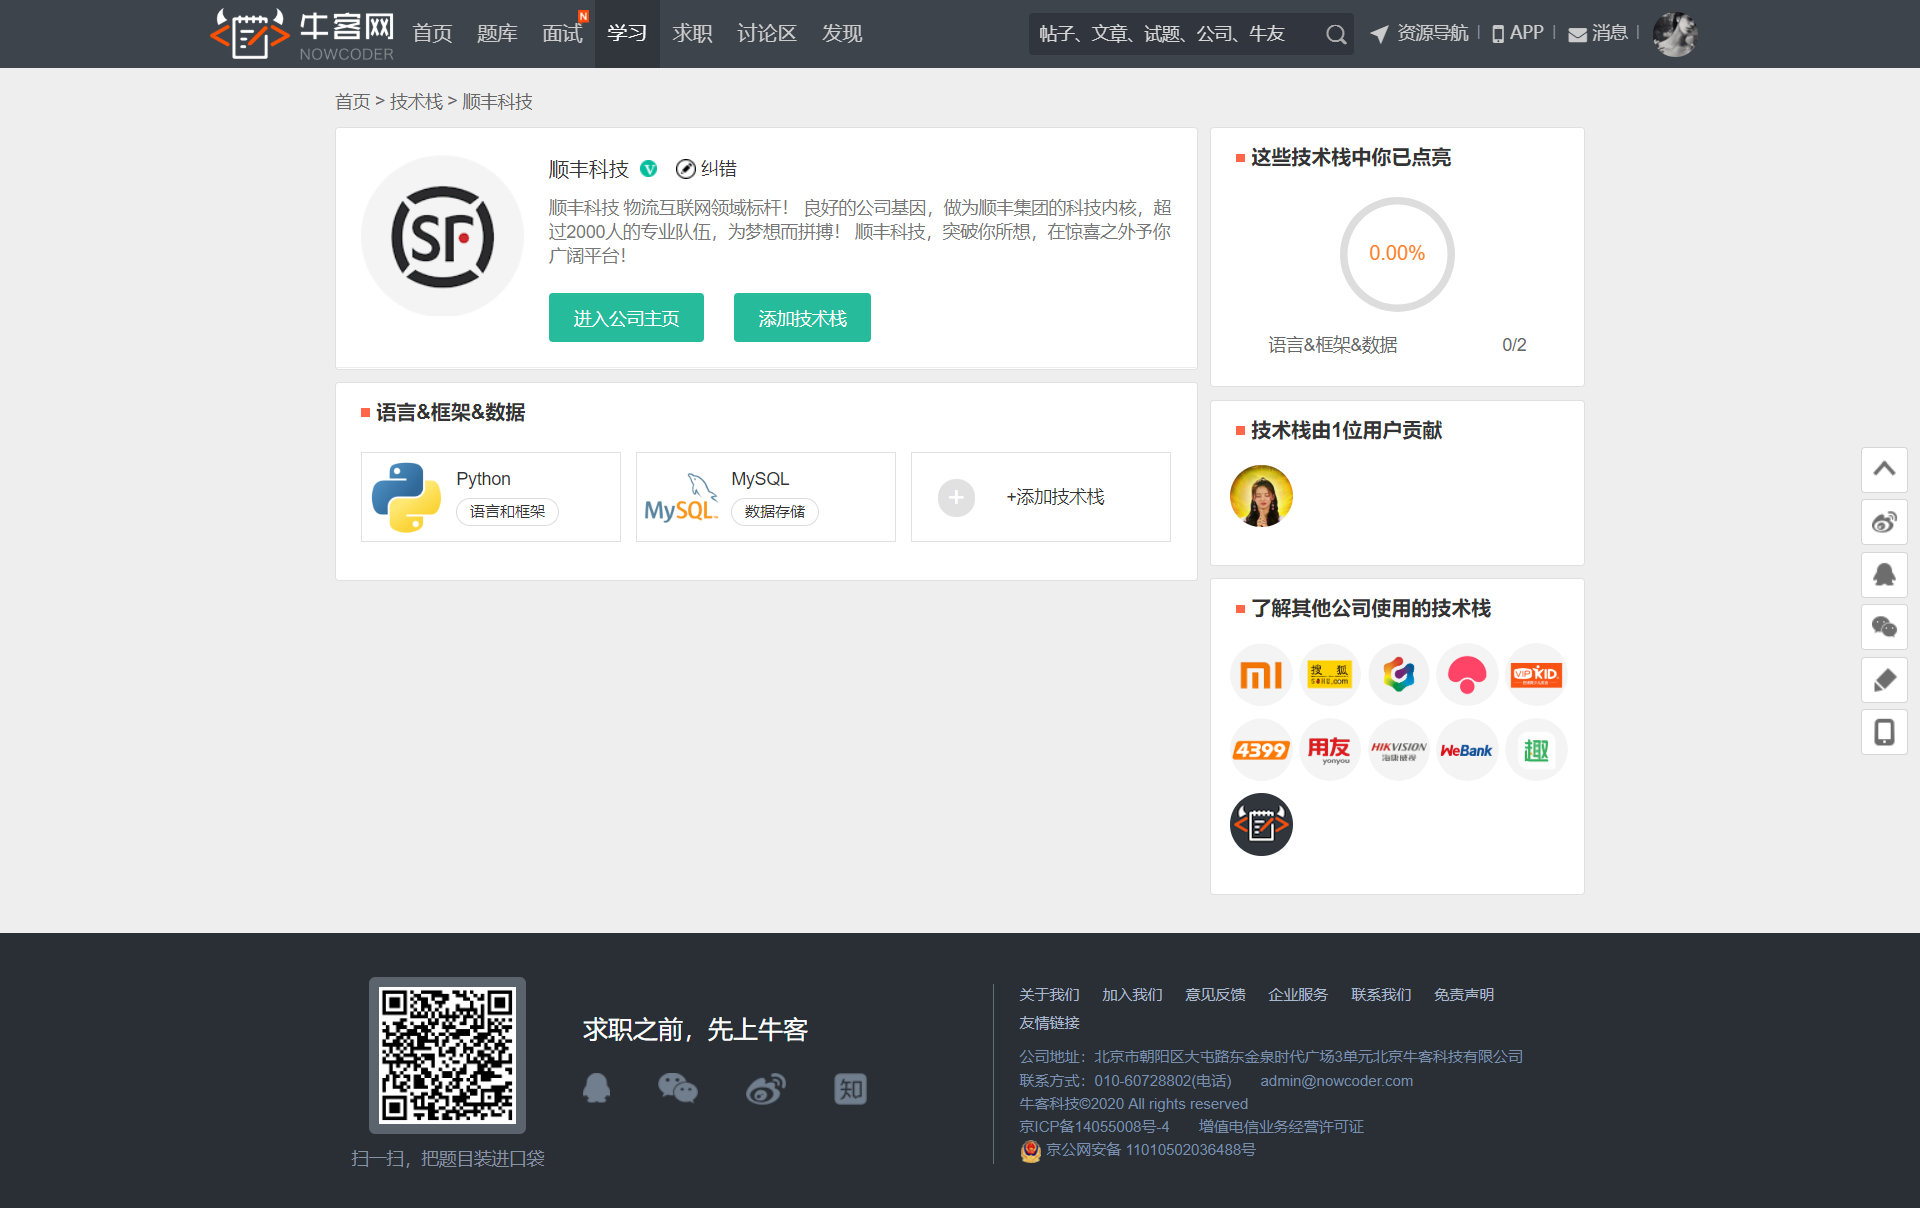 牛客网
NOWCODER
首页 题库 面试 N 学习 求职 讨论区 发现
帖子、文章、试题、公司、牛友
资源导航 APP 消息
首页 > 技术栈 > 顺丰科技
SF
顺丰科技 V 纠错
顺丰科技 物流互联网领域标杆！ 良好的公司基因，做为顺丰集团的科技内核，超
过2000人的专业队伍，为梦想而拼搏！ 顺丰科技，突破你所想，在惊喜之外予你
广阔平台！
进入公司主页 添加技术栈
语言&框架&数据
Python
语言和框架
MySQL
MySQL
数据存储
+添加技术栈
这些技术栈中你已点亮
0.00%
语言&框架&数据 0/2
技术栈由1位用户贡献
了解其他公司使用的技术栈
搜 狐
SOHU.com
VIPKID
4399
用友
yonyou
HIKVISION
海康威视
WeBank
趣
扫一扫，把题目装进口袋
求职之前，先上牛客
知
关于我们 加入我们 意见反馈 企业服务 联系我们 免责声明
友情链接
公司地址：北京市朝阳区大屯路东金泉时代广场3单元北京牛客科技有限公司
联系方式：010-60728802(电话) admin@nowcoder.com
牛客科技©2020 All rights reserved
京ICP备14055008号-4 增值电信业务经营许可证
京公网安备 11010502036488号